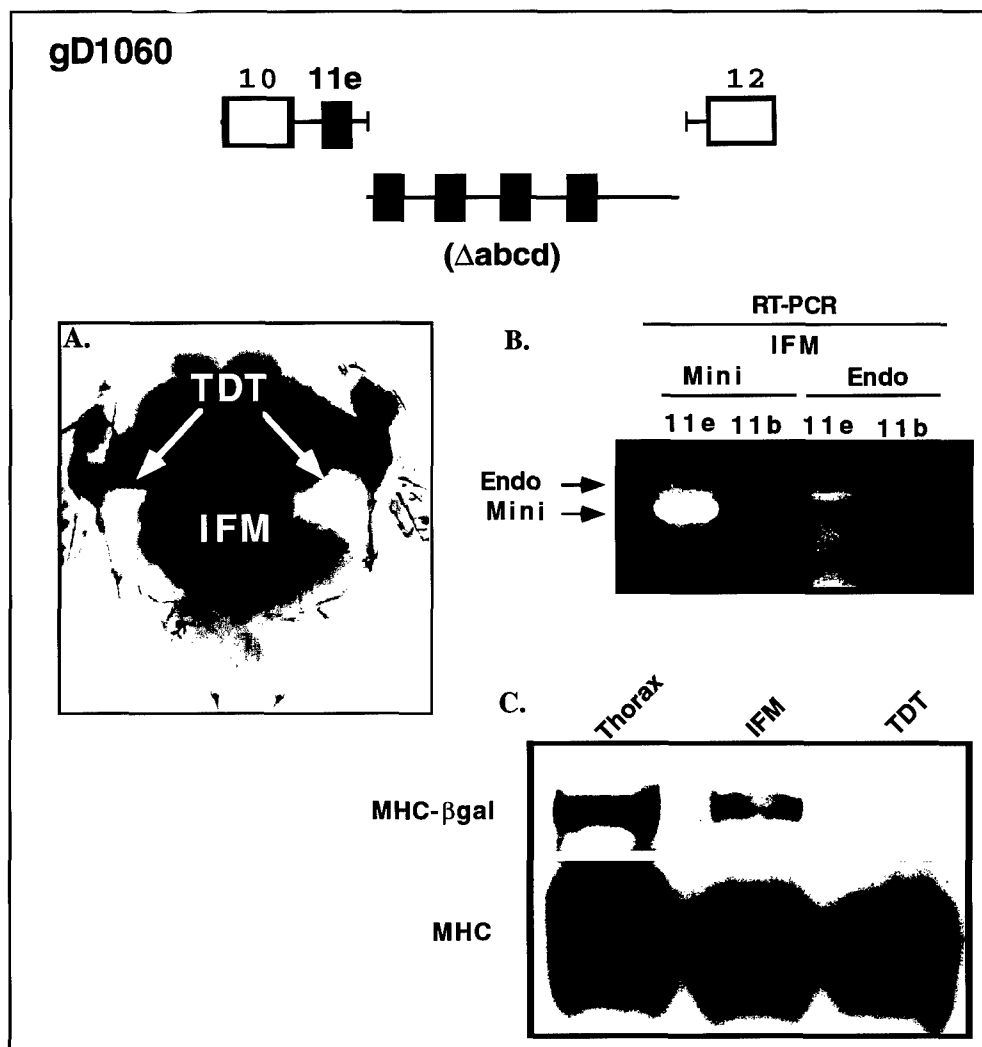 gD1060
10 11e 12
(Δabcd)
A.
TDT
IFM
B.
RT-PCR
IFM
Mini Endo
11e 11b 11e 11b
Endo
Mini
C.
Thorax IFM TDT
MHC-βgal
MHC